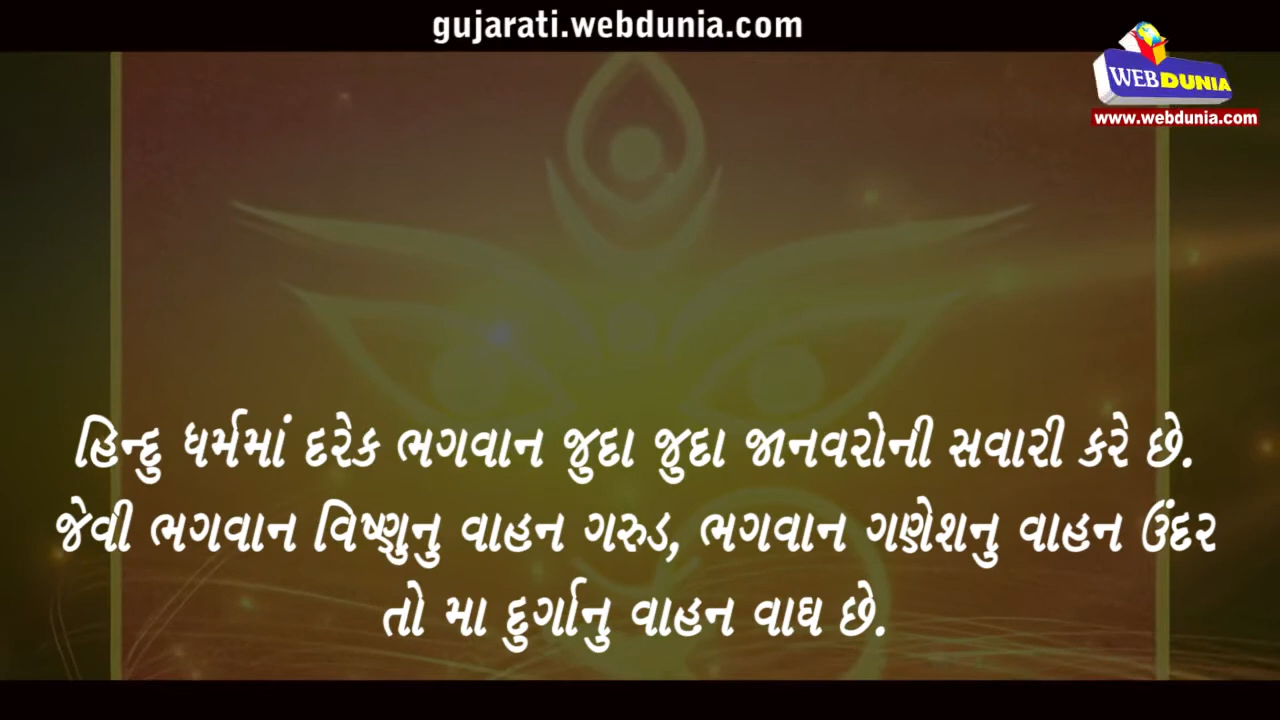 gujarati.webdunia.com
WEBDUNIA
www.webdunia.com
હિન્દુ ધર્મમાં દરેક ભગવાન જુદા જુદા જાનવરોની સવારી કરે છે.
જેવી ભગવાન વિષ્ણુનુ વાહન ગરુડ, ભગવાન ગણેશનુ વાહન ઉંદર
તો મા દુર્ગાનુ વાહન વાઘ છે.